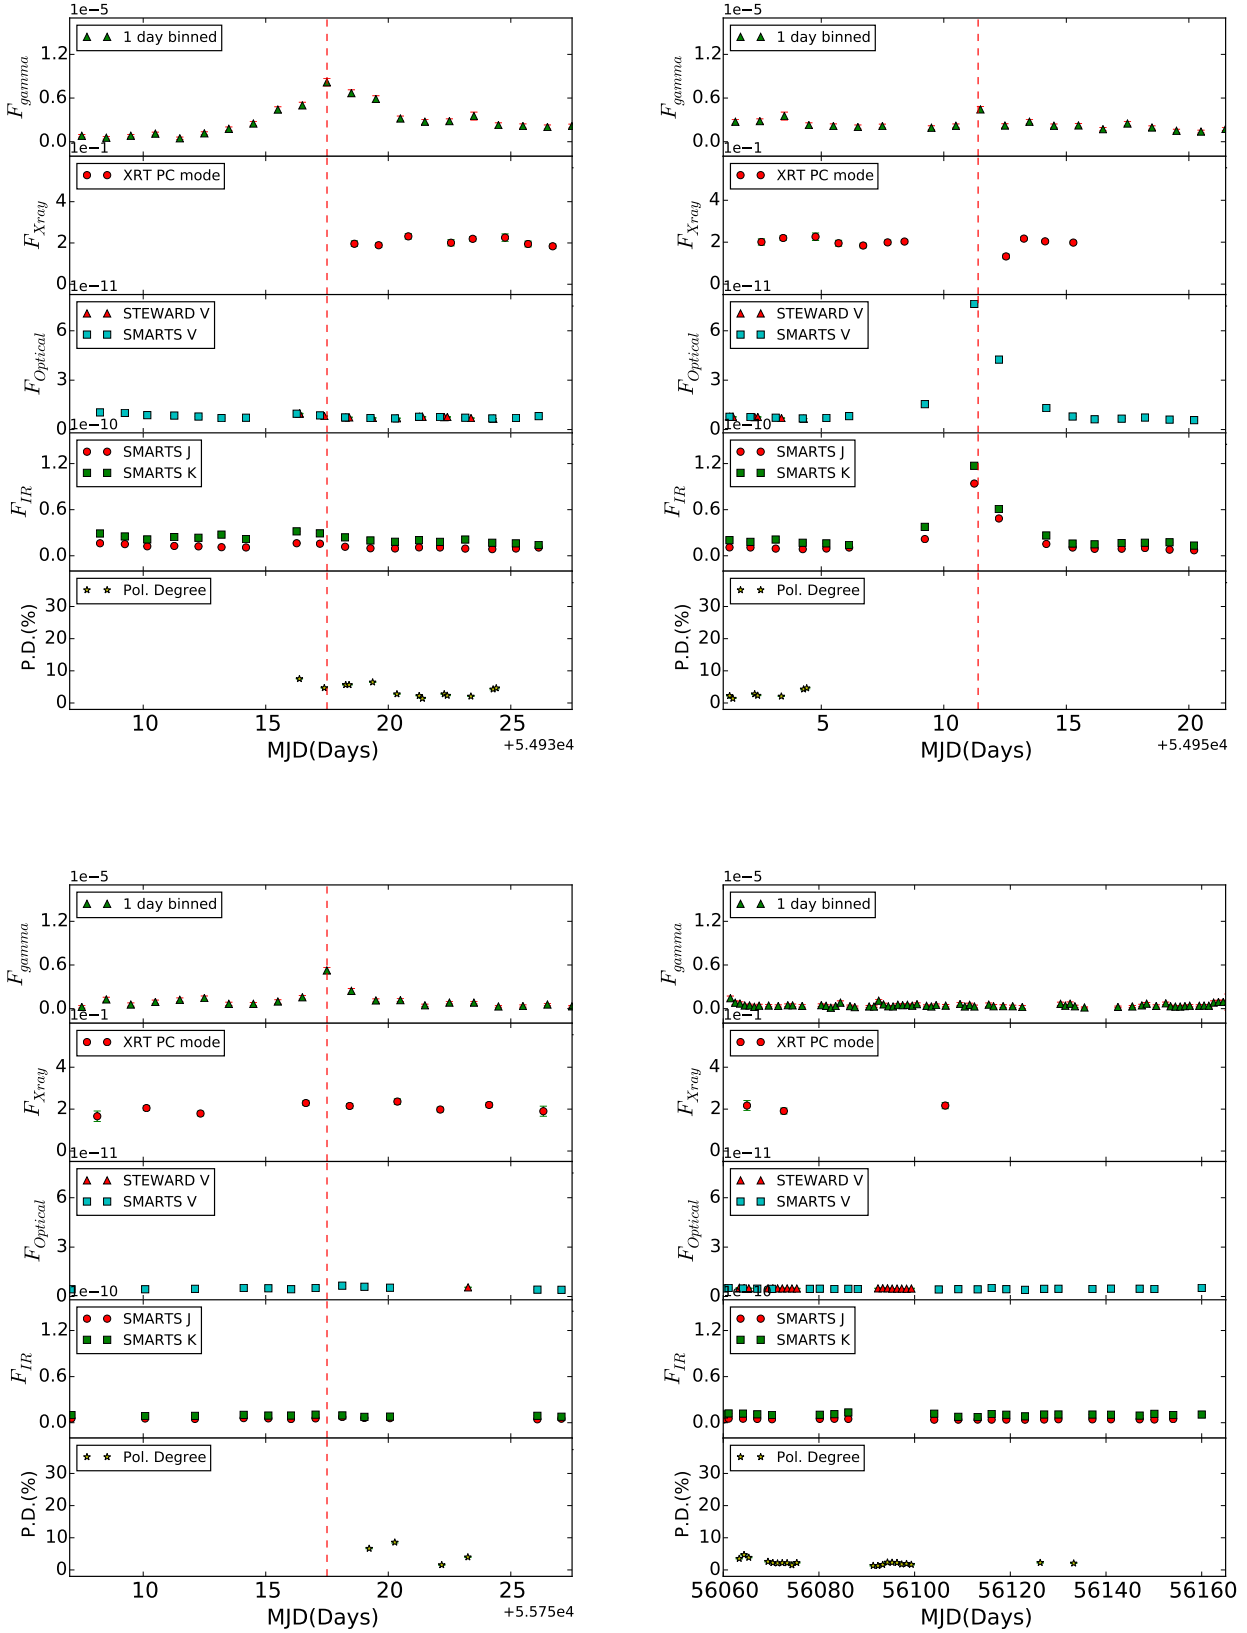 1e−5
1 day binned
F_gamma
1.2
0.6
0.0
1e−1
XRT PC mode
F_Xray
4
2
0
1e−11
STEWARD V
SMARTS V
F_Optical
6
3
0
1e−10
SMARTS J
SMARTS K
F_IR
1.2
0.6
0.0
Pol. Degree
P.D.(%)
30
20
10
0
10 15 20 25
MJD(Days)
+5.493e4
1e−5
1 day binned
F_gamma
1.2
0.6
0.0
1e−1
XRT PC mode
F_Xray
4
2
0
1e−11
STEWARD V
SMARTS V
F_Optical
6
3
0
1e−10
SMARTS J
SMARTS K
F_IR
1.2
0.6
0.0
Pol. Degree
P.D.(%)
30
20
10
0
5 10 15 20
MJD(Days)
+5.495e4
1e−5
1 day binned
F_gamma
1.2
0.6
0.0
1e−1
XRT PC mode
F_Xray
4
2
0
1e−11
STEWARD V
SMARTS V
F_Optical
6
3
0
1e−10
SMARTS J
SMARTS K
F_IR
1.2
0.6
0.0
Pol. Degree
P.D.(%)
30
20
10
0
10 15 20 25
MJD(Days)
+5.575e4
1e−5
1 day binned
F_gamma
1.2
0.6
0.0
1e−1
XRT PC mode
F_Xray
4
2
0
1e−11
STEWARD V
SMARTS V
F_Optical
6
3
0
1e−10
SMARTS J
SMARTS K
F_IR
1.2
0.6
0.0
Pol. Degree
P.D.(%)
30
20
10
0
56060 56080 56100 56120 56140 56160
MJD(Days)